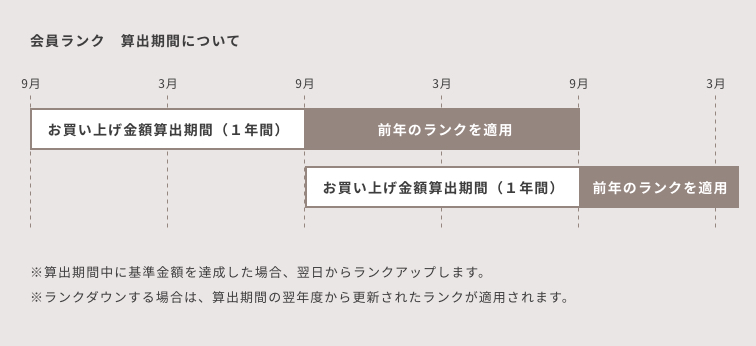 会員ランク　算出期間について
9月 3月 9月 3月 9月 3月
お買い上げ金額算出期間（１年間） 前年のランクを適用
お買い上げ金額算出期間（１年間） 前年のランクを適用
※算出期間中に基準金額を達成した場合、翌日からランクアップします。
※ランクダウンする場合は、算出期間の翌年度から更新されたランクが適用されます。